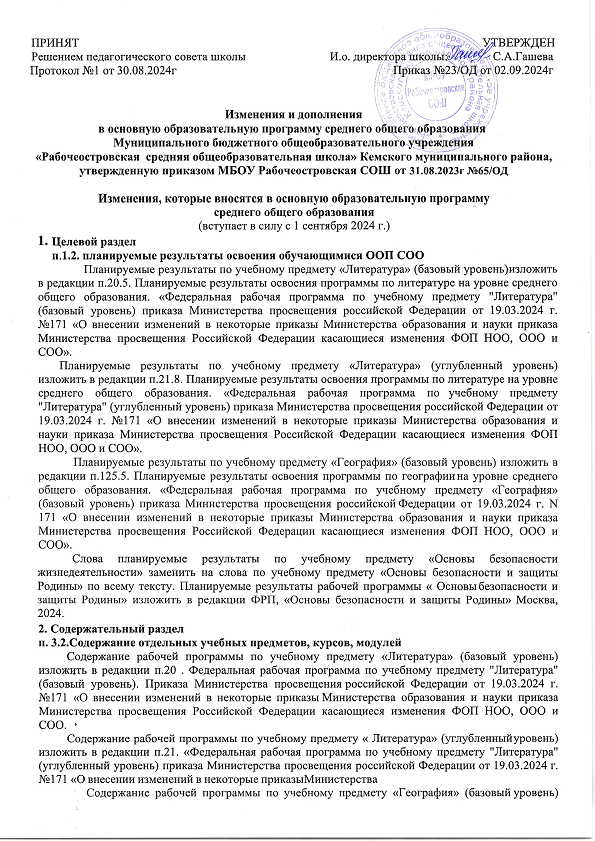 ПРИНЯТ УТВЕРЖДЕН
Решением педагогического совета школы И.о. директора школы: С.А.Гашева
Протокол №1 от 30.08.2024г Приказ №23/ОД от 02.09.2024г
Рабочеостровская
СОШ
Изменения и дополнения
в основную образовательную программу среднего общего образования
Муниципального бюджетного общеобразовательного учреждения
«Рабочеостровская средняя общеобразовательная школа» Кемского муниципального района,
утвержденную приказом МБОУ Рабочеостровская СОШ от 31.08.2023г №65/ОД
Изменения, которые вносятся в основную образовательную программу
среднего общего образования
(вступает в силу с 1 сентября 2024 г.)
1. Целевой раздел
п.1.2. планируемые результаты освоения обучающимися ООП СОО
Планируемые результаты по учебному предмету «Литература» (базовый уровень)изложить
в редакции п.20.5. Планируемые результаты освоения программы по литературе на уровне среднего
общего образования. «Федеральная рабочая программа по учебному предмету "Литература"
(базовый уровень) приказа Министерства просвещения российской Федерации от 19.03.2024 г.
№171 «О внесении изменений в некоторые приказы Министерства образования и науки приказа
Министерства просвещения Российской Федерации касающиеся изменения ФОП НОО, ООО и
СОО».
Планируемые результаты по учебному предмету «Литература» (углубленный уровень)
изложить в редакции п.21.8. Планируемые результаты освоения программы по литературе на уровне
среднего общего образования. «Федеральная рабочая программа по учебному предмету
"Литература" (углубленный уровень) приказа Министерства просвещения российской Федерации от
19.03.2024 г. №171 «О внесении изменений в некоторые приказы Министерства образования и
науки приказа Министерства просвещения Российской Федерации касающиеся изменения ФОП
НОО, ООО и СОО».
Планируемые результаты по учебному предмету «География» (базовый уровень) изложить в
редакции п.125.5. Планируемые результаты освоения программы по географии на уровне среднего
общего образования. «Федеральная рабочая программа по учебному предмету «География»
(базовый уровень) приказа Министерства просвещения российской Федерации от 19.03.2024 г. N
171 «О внесении изменений в некоторые приказы Министерства образования и науки приказа
Министерства просвещения Российской Федерации касающиеся изменения ФОП НОО, ООО и
СОО».
Слова планируемые результаты по учебному предмету «Основы безопасности
жизнедеятельности» заменить на слова по учебному предмету «Основы безопасности и защиты
Родины» по всему тексту. Планируемые результаты рабочей программы « Основы безопасности и
защиты Родины» изложить в редакции ФРП, «Основы безопасности и защиты Родины» Москва,
2024.
2. Содержательный раздел
п. 3.2.Содержание отдельных учебных предметов, курсов, модулей
Содержание рабочей программы по учебному предмету «Литература» (базовый уровень)
изложить в редакции п.20 . Федеральная рабочая программа по учебному предмету "Литература"
(базовый уровень). Приказа Министерства просвещения российской Федерации от 19.03.2024 г.
№171 «О внесении изменений в некоторые приказы Министерства образования и науки приказа
Министерства просвещения Российской Федерации касающиеся изменения ФОП НОО, ООО и
СОО.
Содержание рабочей программы по учебному предмету « Литература» (углубленныйуровень)
изложить в редакции п.21. «Федеральная рабочая программа по учебному предмету "Литература"
(углубленный уровень) приказа Министерства просвещения российской Федерации от 19.03.2024 г.
№171 «О внесении изменений в некоторые приказыМинистерства
Содержание рабочей программы по учебному предмету «География» (базовый уровень)